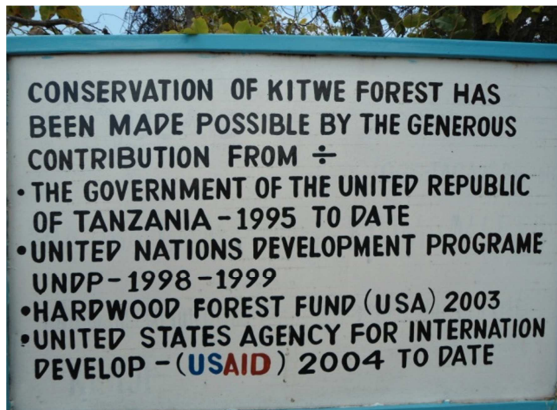 CONSERVATION OF KITWE FOREST HAS
BEEN MADE POSSIBLE BY THE GENEROUS
CONTRIBUTION FROM ÷
• THE GOVERNMENT OF THE UNITED REPUBLIC
OF TANZANIA - 1995 TO DATE
• UNITED NATIONS DEVELOPMENT PROGRAME
UNDP - 1998 - 1999
• HARDWOOD FOREST FUND (USA) 2003
• UNITED STATES AGENCY FOR INTERNATION
DEVELOP - (USAID) 2004 TO DATE